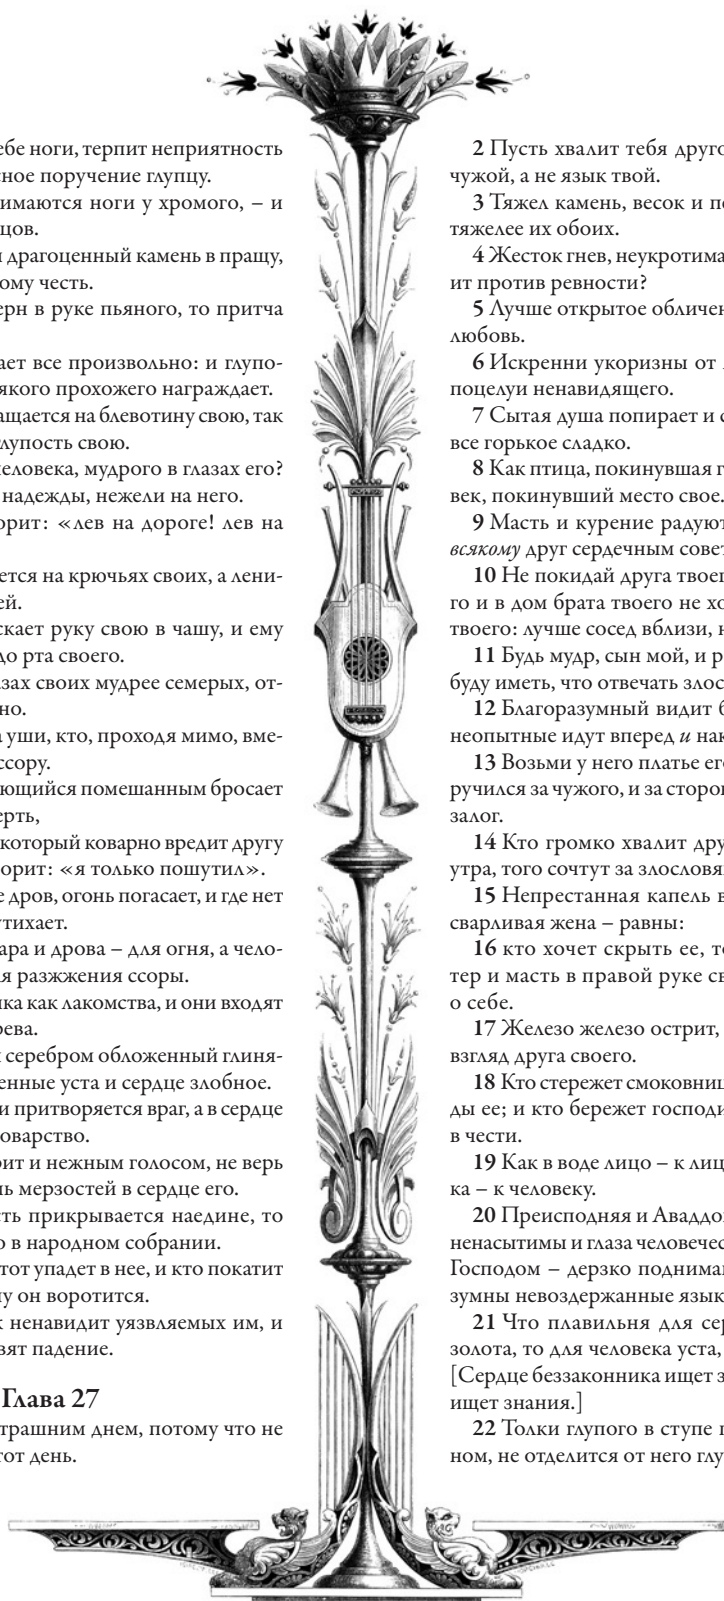 ебе ноги, терпит неприятность
ное поручение глупцу.
имаются ноги у хромого, – и
цов.
драгоценный камень в пращу,
ому честь.
ерн в руке пьяного, то притча
ает все произвольно: и глупо-
якого прохожего награждает.
ащается на блевотину свою, так
лупость свою.
еловека, мудрого в глазах его?
надежды, нежели на него.
орит: «лев на дороге! лев на
ется на крючьях своих, а лени-
ей.
скает руку свою в чашу, и ему
до рта своего.
азах своих мудрее семерых, от-
но.
уши, кто, проходя мимо, вме-
ссору.
ющийся помешанным бросает
ерть,
который коварно вредит другу
орит: «я только пошутил».
е дров, огонь погасает, и где нет
утихает.
ара и дрова – для огня, а чело-
я разжжения ссоры.
ика как лакомства, и они входят
рева.
серебром обложенный глиня-
енные уста и сердце злобное.
и притворяется враг, а в сердце
оварство.
рит и нежным голосом, не верь
ь мерзостей в сердце его.
сть прикрывается наедине, то
о в народном собрании.
тот упадет в нее, и кто покатит
у он воротится.
к ненавидит уязвляемых им, и
вят падение.
Глава 27
трашним днем, потому что не
тот день.
2 Пусть хвалит тебя друго
чужой, а не язык твой.
3 Тяжел камень, весок и пе
тяжелее их обоих.
4 Жесток гнев, неукротима
ит против ревности?
5 Лучше открытое обличен
любовь.
6 Искренни укоризны от
поцелуи ненавидящего.
7 Сытая душа попирает и с
все горькое сладко.
8 Как птица, покинувшая г
век, покинувший место свое.
9 Масть и курение радуют
всякому друг сердечным совет
10 Не покидай друга твоег
го и в дом брата твоего не хо
твоего: лучше сосед вблизи, н
11 Будь мудр, сын мой, и р
буду иметь, что отвечать злос
12 Благоразумный видит б
неопытные идут вперед и нак
13 Возьми у него платье его
ручился за чужого, и за сторон
залог.
14 Кто громко хвалит дру
утра, того сочтут за злословя
15 Непрестанная капель в
сварливая жена – равны:
16 кто хочет скрыть ее, то
тер и масть в правой руке св
о себе.
17 Железо железо острит,
взгляд друга своего.
18 Кто стережет смоковниц
ды ее; и кто бережет господи
в чести.
19 Как в воде лицо – к лиц
ка – к человеку.
20 Преисподняя и Аваддо
ненасытимы и глаза человечес
Господом – дерзко поднима
зумны невоздержанные язык
21 Что плавильня для сер
золота, то для человека уста,
[Сердце беззаконника ищет з
ищет знания.]
22 Толки глупого в ступе п
ном, не отделится от него глу